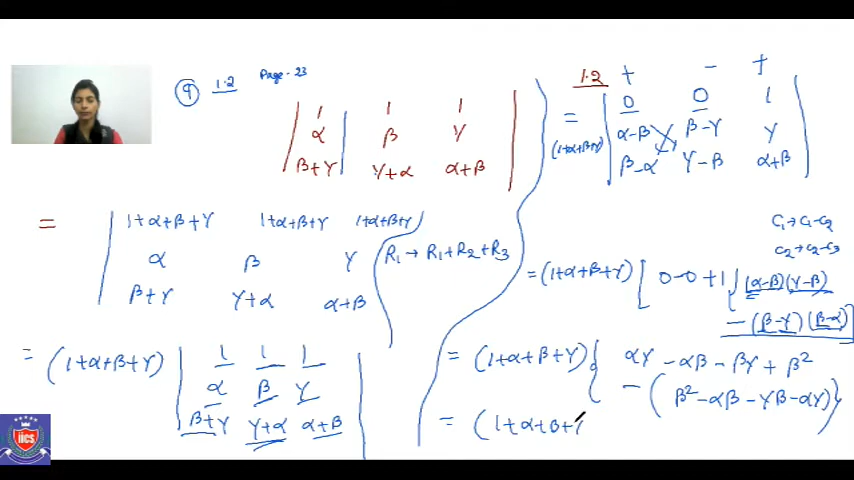 9 1.2 Page-23
| 1 1 1 |
| α β γ |
| β+γ γ+α α+β |
= | 1+α+β+γ 1+α+β+γ 1+α+β+γ |
| α β γ | R₁→R₁+R₂+R₃
| β+γ γ+α α+β |
= (1+α+β+γ) | 1 1 1 |
| α β γ |
| β+γ γ+α α+β |
1.2 + - +
= (1+α+β+γ) | 0 0 1 |
| α-β β-γ γ |
| β-α γ-β α+β |
C₁→C₁-C₂
C₂→C₂-C₃
= (1+α+β+γ) [ 0-0+1 { (α-β)(γ-β)
- (β-γ)(β-α)
= (1+α+β+γ) { αγ - αβ - βγ + β²
- ( β² - αβ - γβ - αγ) }
= (1+α+β+γ
iics